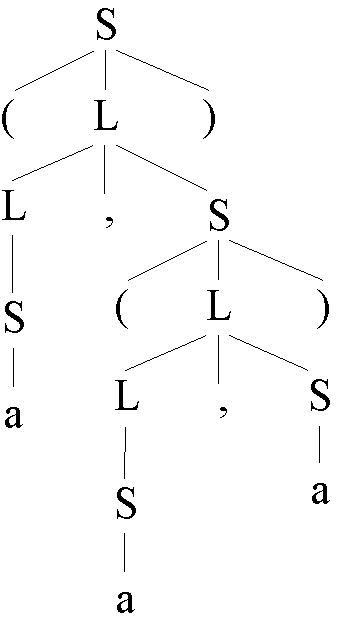 S
( L )
L , S
S ( L )
a L , S
S a
a